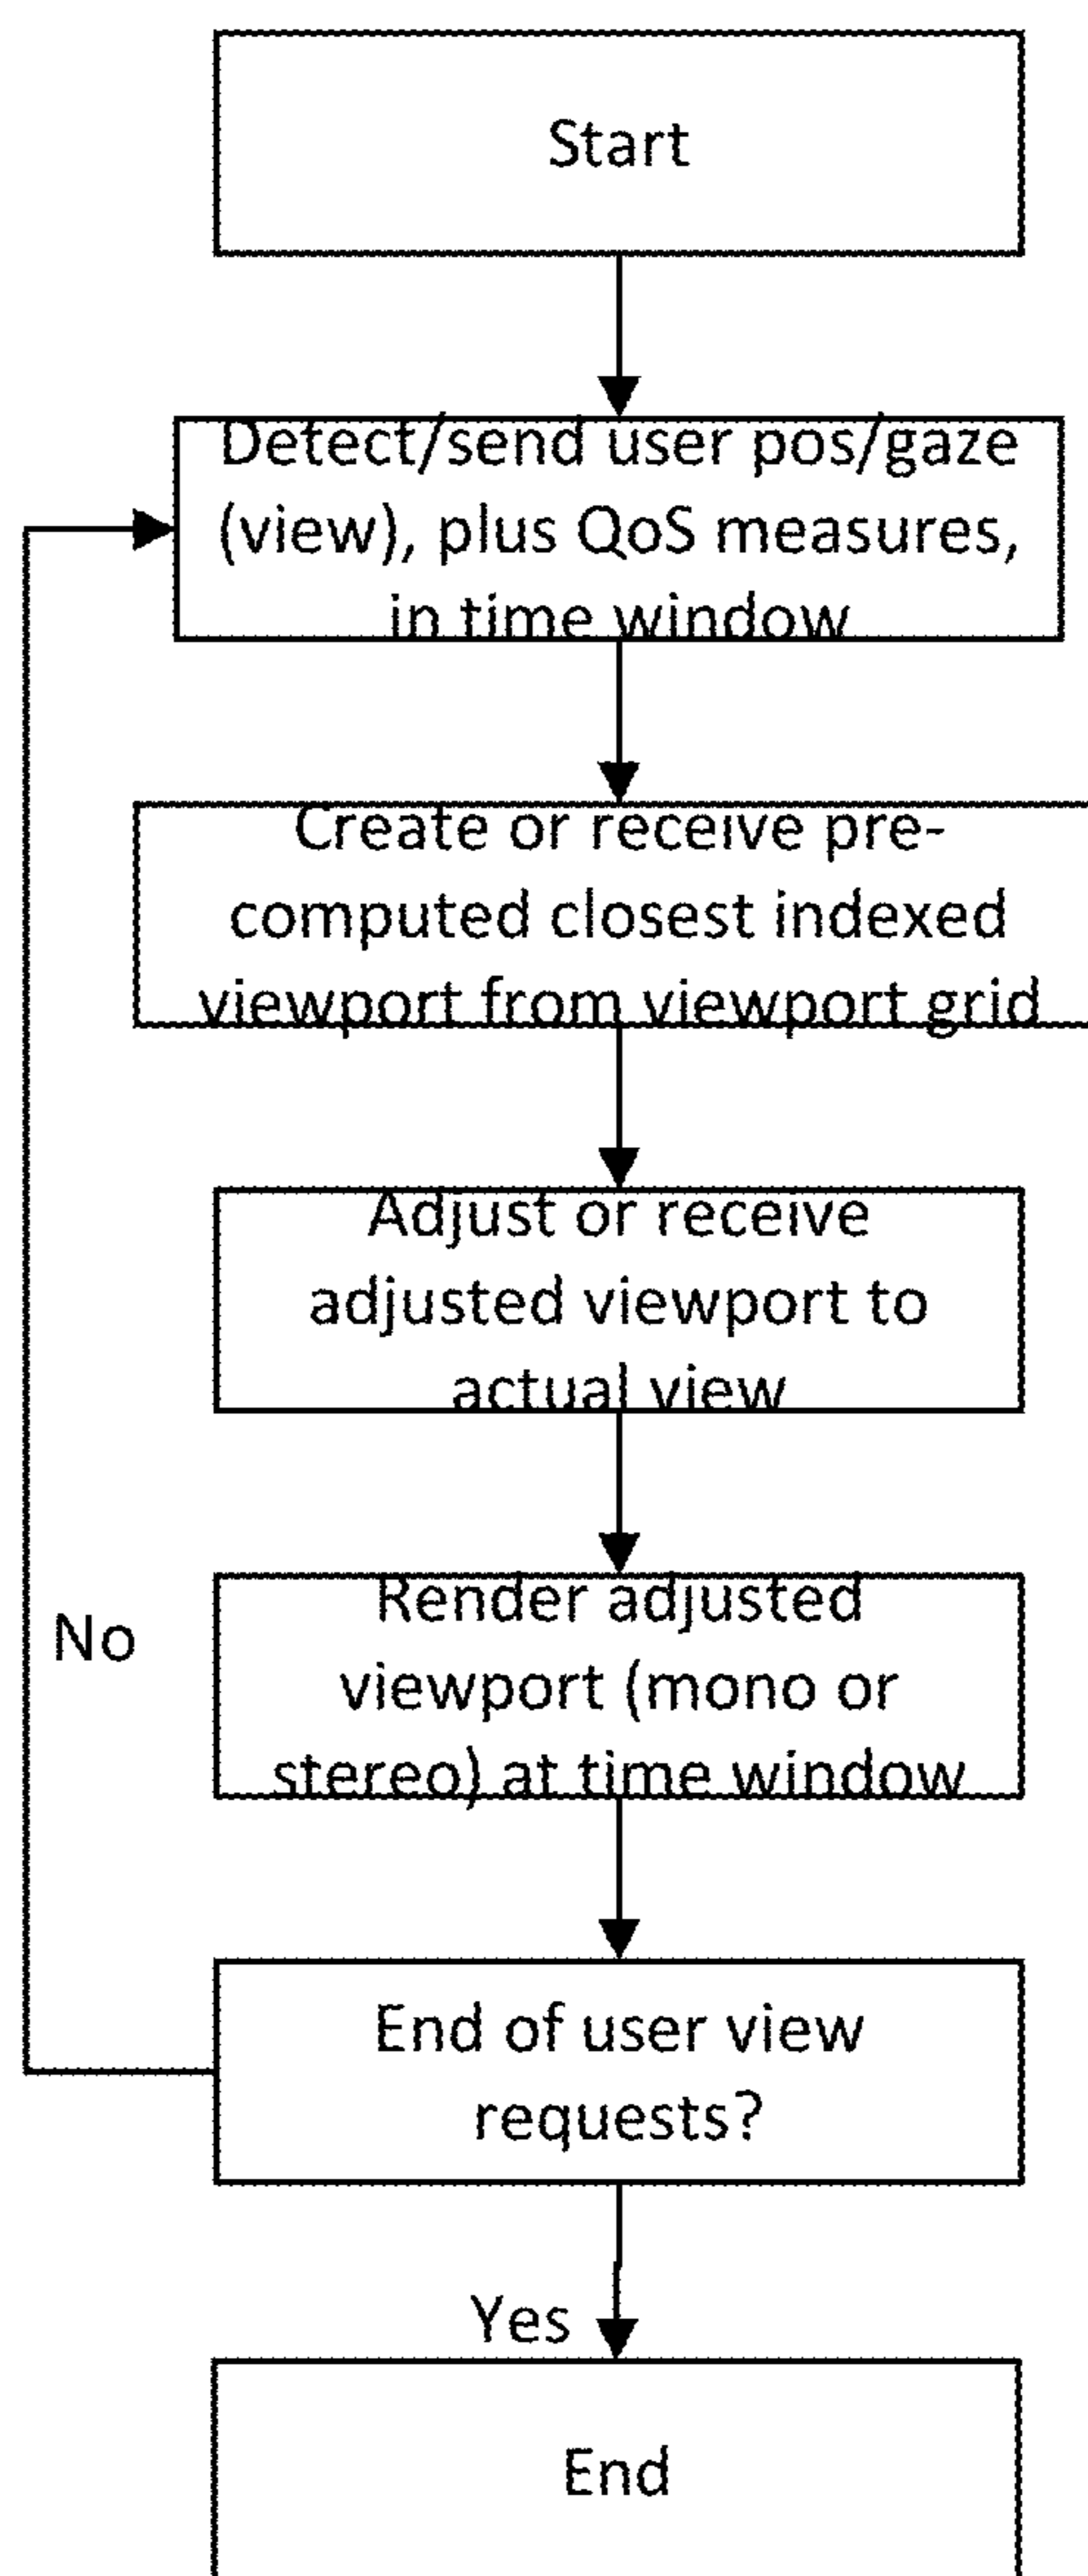 Start
Detect/send user pos/gaze
(view), plus QoS measures,
in time window
Create or receive pre-
computed closest indexed
viewport from viewport grid
Adjust or receive
adjusted viewport to
actual view
Render adjusted
viewport (mono or
stereo) at time window
No
End of user view
requests?
Yes
End